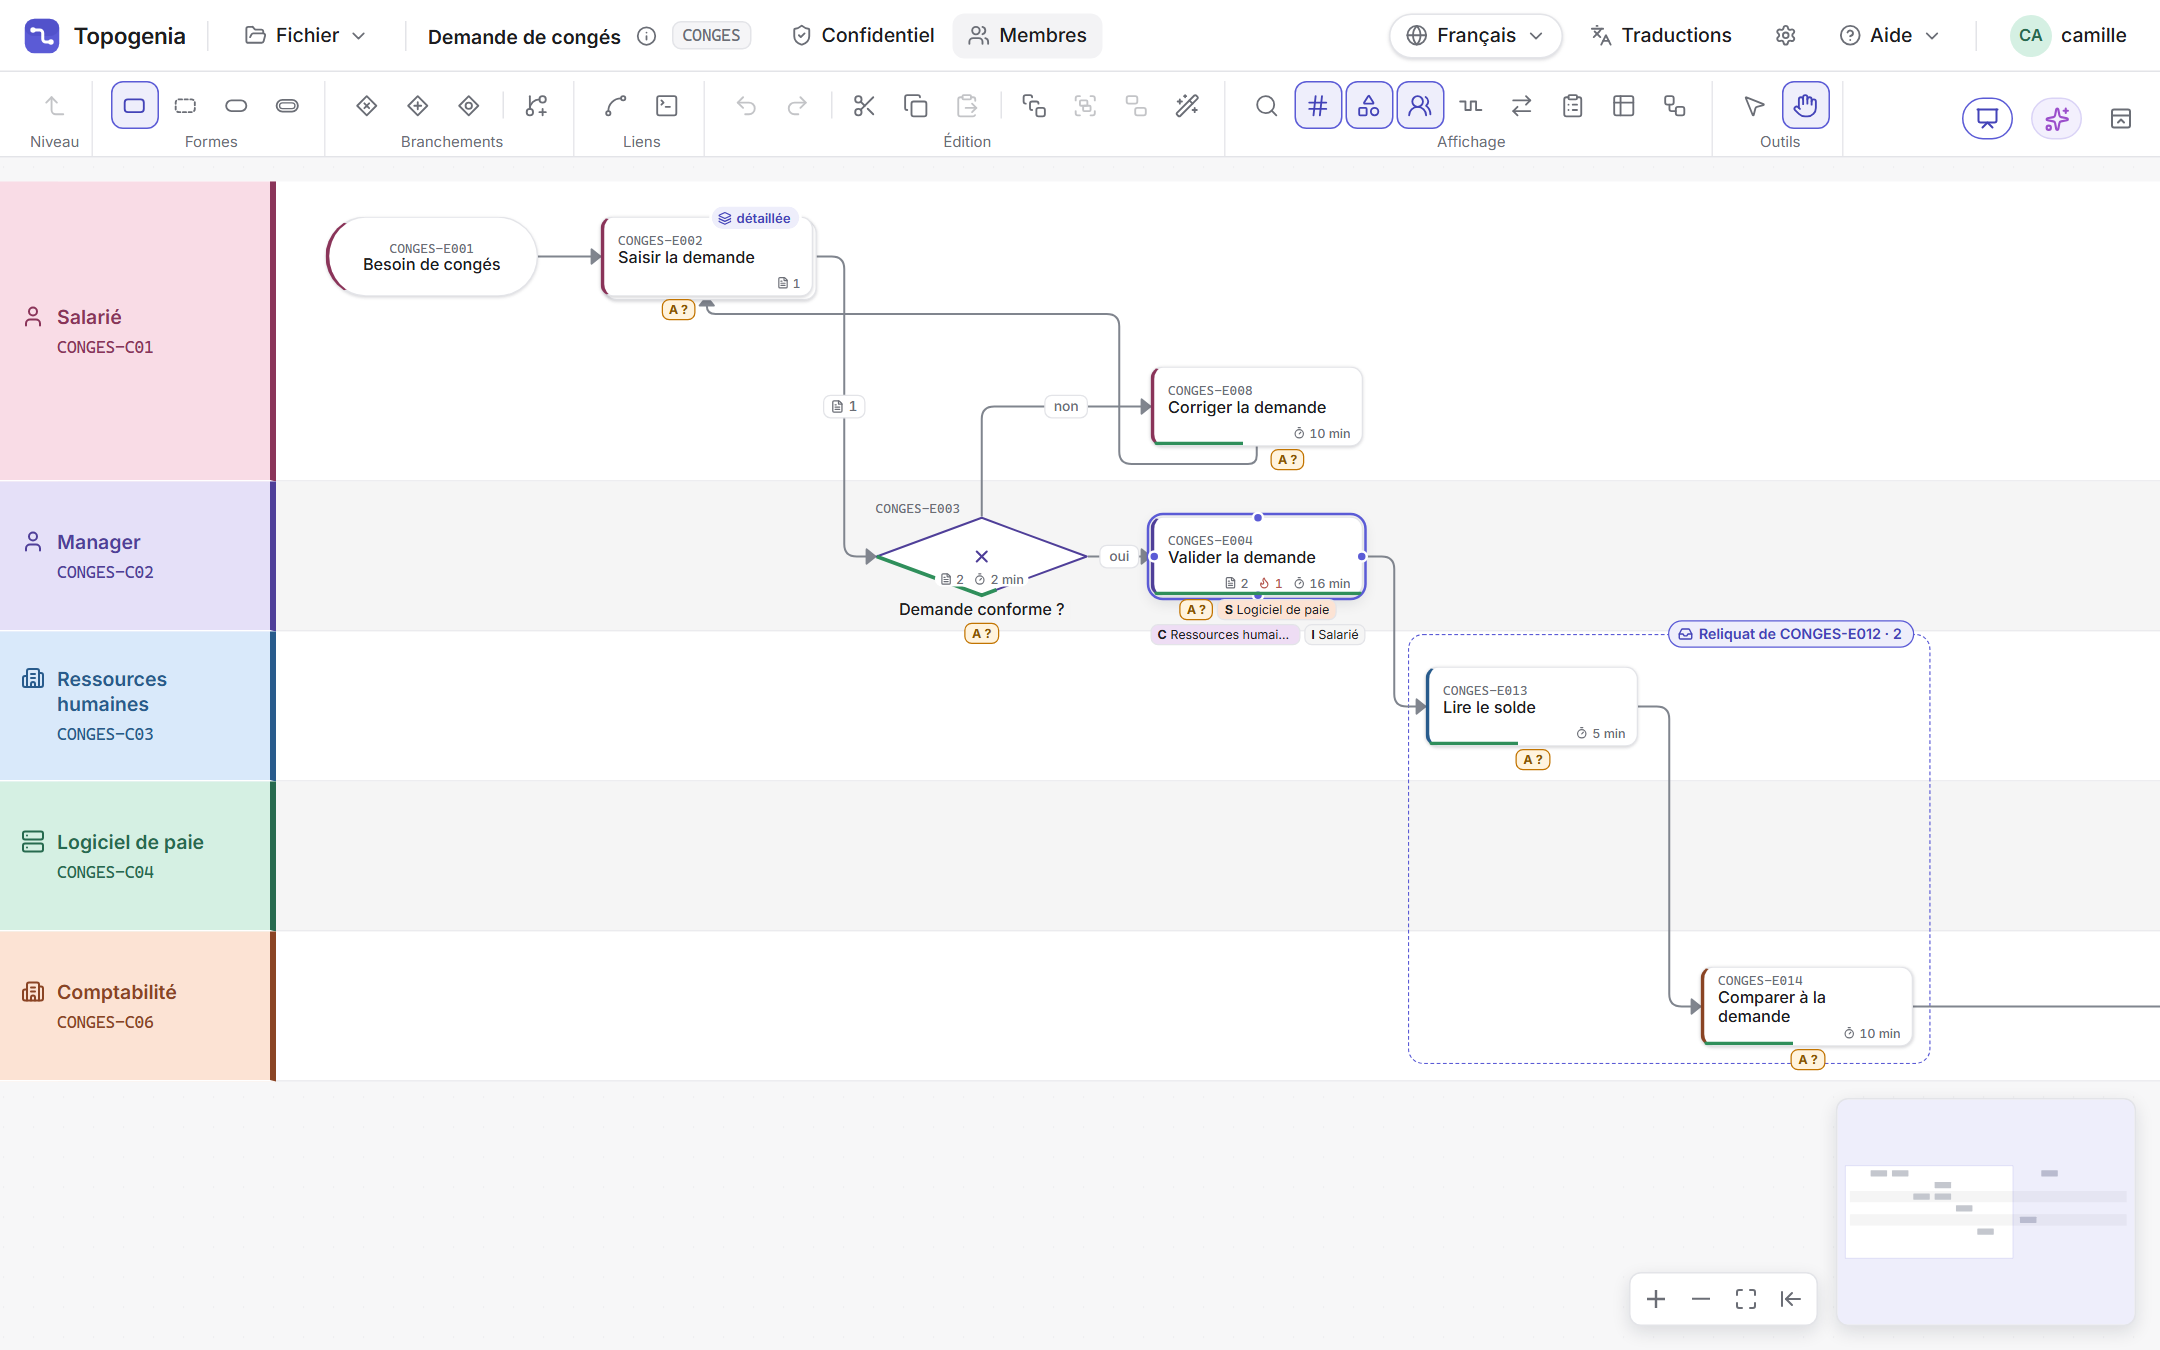 Topogenia
Fichier
Demande de congés
CONGES
Confidentiel
Membres
Français
Traductions
Aide
CA
camille
Niveau
Formes
Branchements
Liens
Édition
Affichage
Outils
Salarié
CONGES-C01
Manager
CONGES-C02
Ressources
humaines
CONGES-C03
Logiciel de paie
CONGES-C04
Comptabilité
CONGES-C06
CONGES-E001
Besoin de congés
détaillée
CONGES-E002
Saisir la demande
1
A ?
1
non
CONGES-E008
Corriger la demande
10 min
A ?
CONGES-E003
2 2 min
Demande conforme ?
A ?
oui
CONGES-E004
Valider la demande
2 1 16 min
A ? S Logiciel de paie
C Ressources humai... I Salarié
Reliquat de CONGES-E012 · 2
CONGES-E013
Lire le solde
5 min
A ?
CONGES-E014
Comparer à la
demande
10 min
A ?